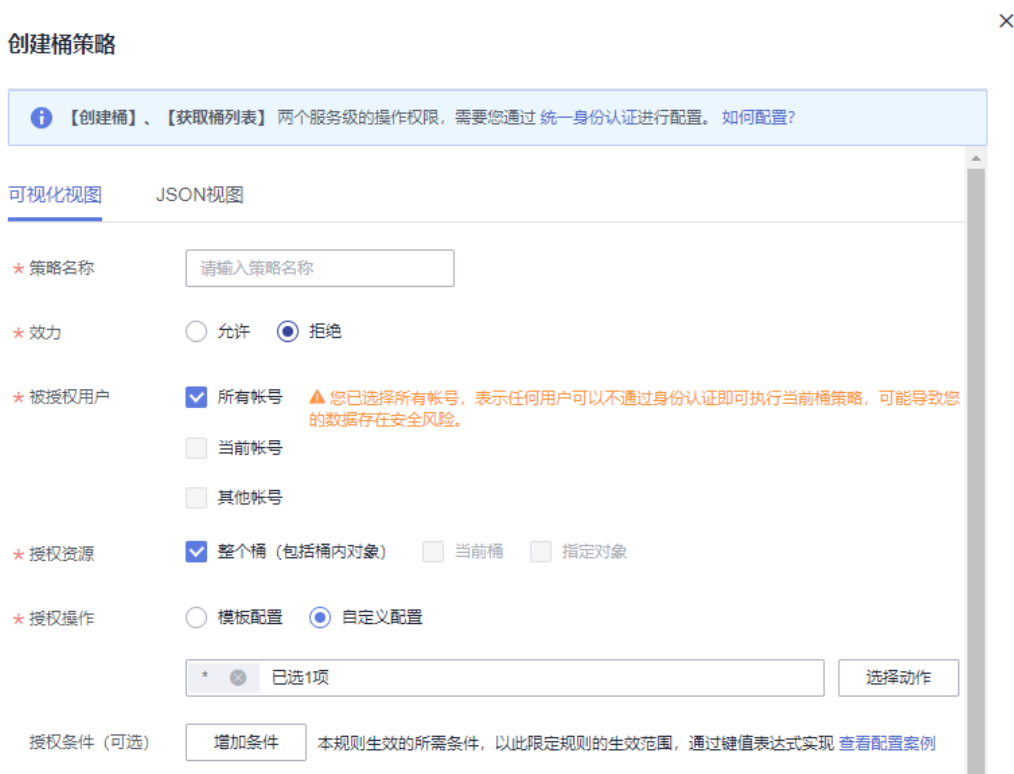 创建桶策略
【创建桶】、【获取桶列表】两个服务级的操作权限，需要您通过 统一身份认证进行配置。 如何配置?
可视化视图 JSON视图
* 策略名称 请输入策略名称
* 效力 允许 拒绝
* 被授权用户 所有帐号 您已选择所有帐号，表示任何用户可以不通过身份认证即可执行当前桶策略，可能导致您
的数据存在安全风险。
当前帐号
其他帐号
* 授权资源 整个桶（包括桶内对象） 当前桶 指定对象
* 授权操作 模板配置 自定义配置
* 已选1项 选择动作
授权条件（可选） 增加条件 本规则生效的所需条件，以此限定规则的生效范围，通过键值表达式实现 查看配置案例